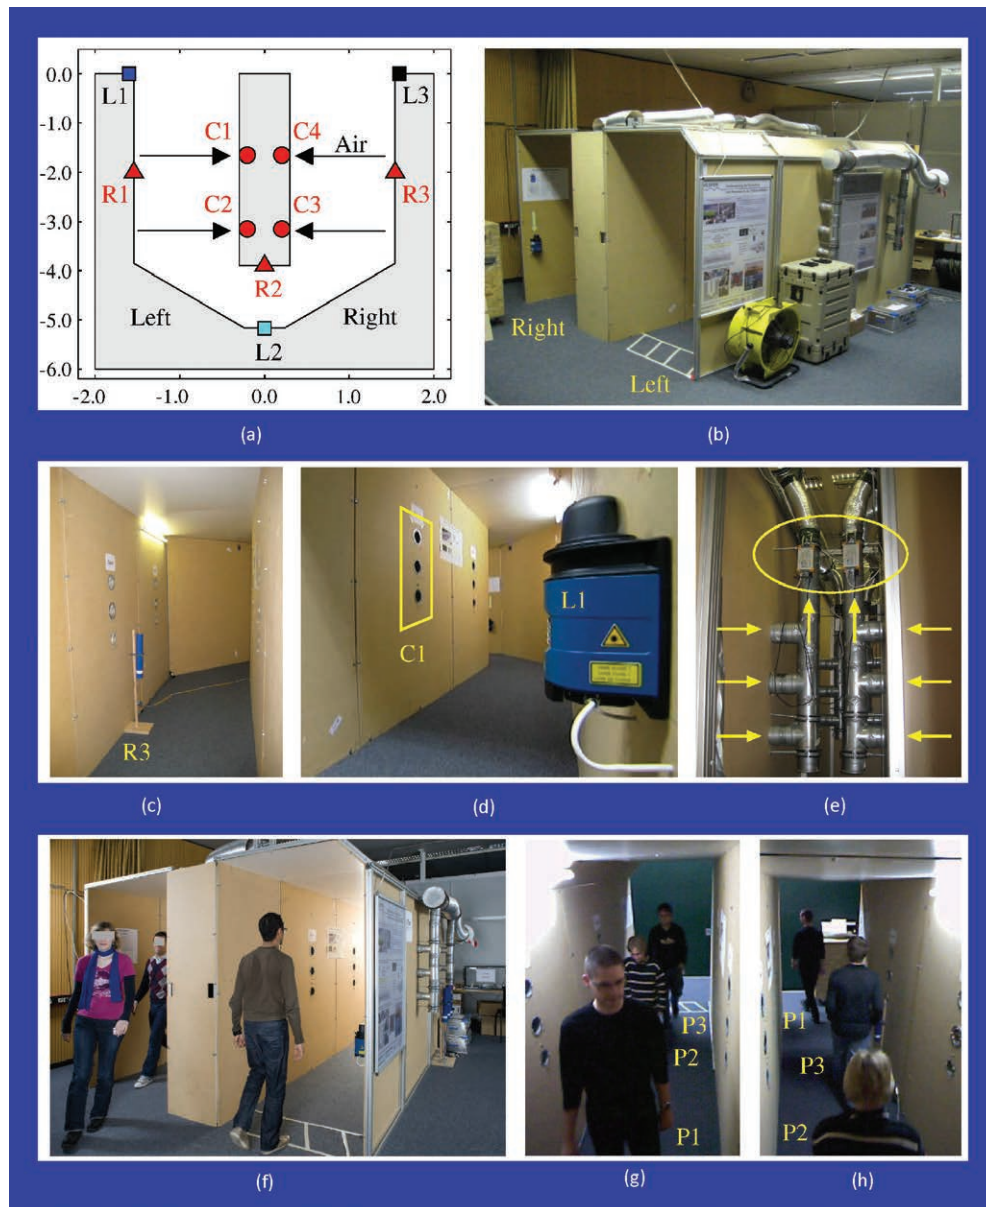 0.0
-1.0
-2.0
-3.0
-4.0
-5.0
-6.0
L1
L3
C1
C4
Air
R1
R3
C2
C3
R2
Left
Right
L2
-2.0
-1.0
0.0
1.0
2.0
(a)
Right
Left
(b)
R3
(c)
C1
L1
(d)
(e)
(f)
P3
P2
P1
(g)
P1
P3
P2
(h)